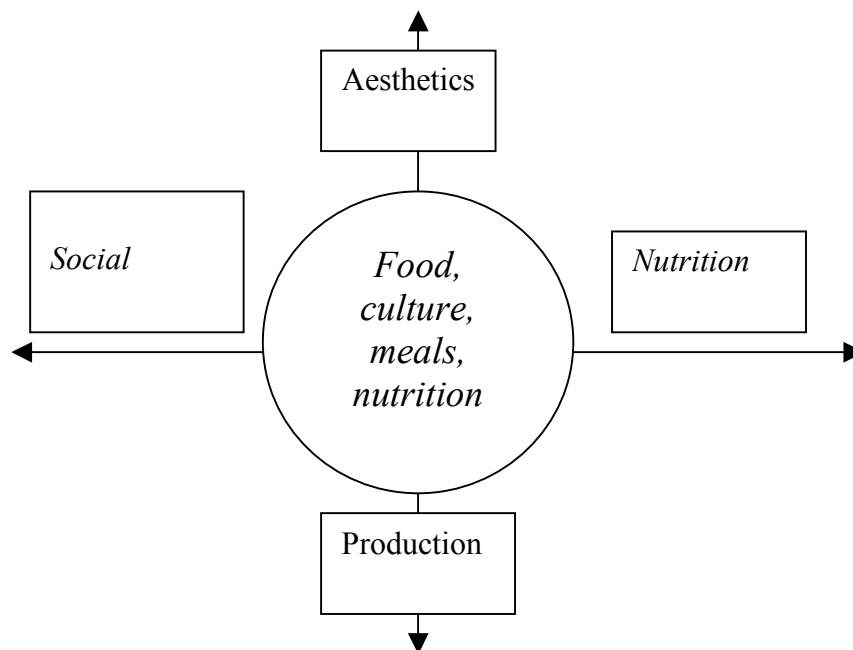 Aesthetics
Social
Food,
culture,
meals,
nutrition
Nutrition
Production